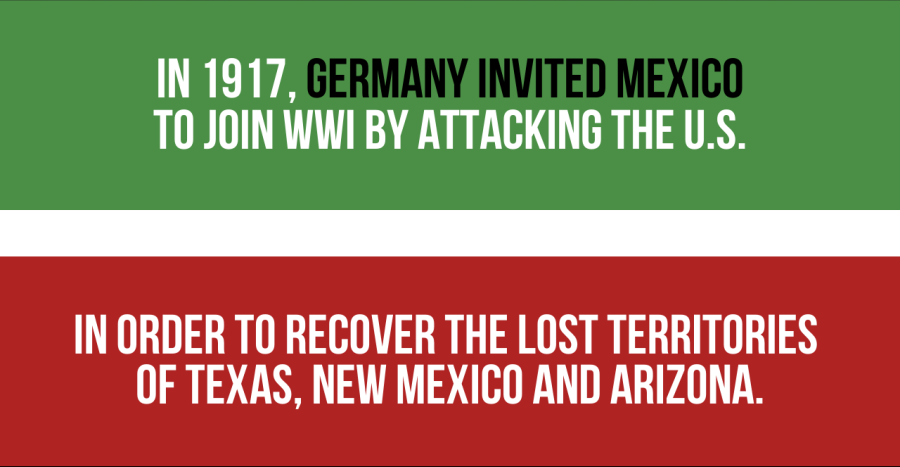 IN 1917, GERMANY INVITED MEXICO
TO JOIN WWI BY ATTACKING THE U.S.
IN ORDER TO RECOVER THE LOST TERRITORIES
OF TEXAS, NEW MEXICO AND ARIZONA.